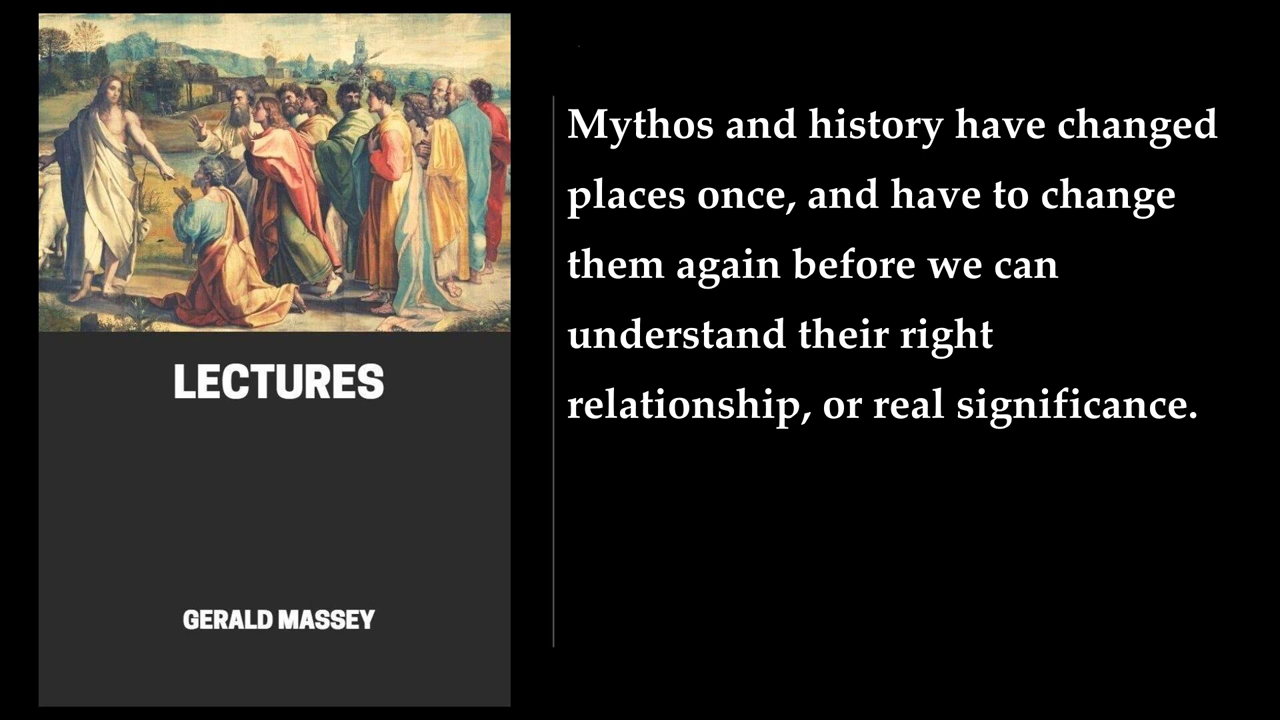 LECTURES
GERALD MASSEY
Mythos and history have changed
places once, and have to change
them again before we can
understand their right
relationship, or real significance.